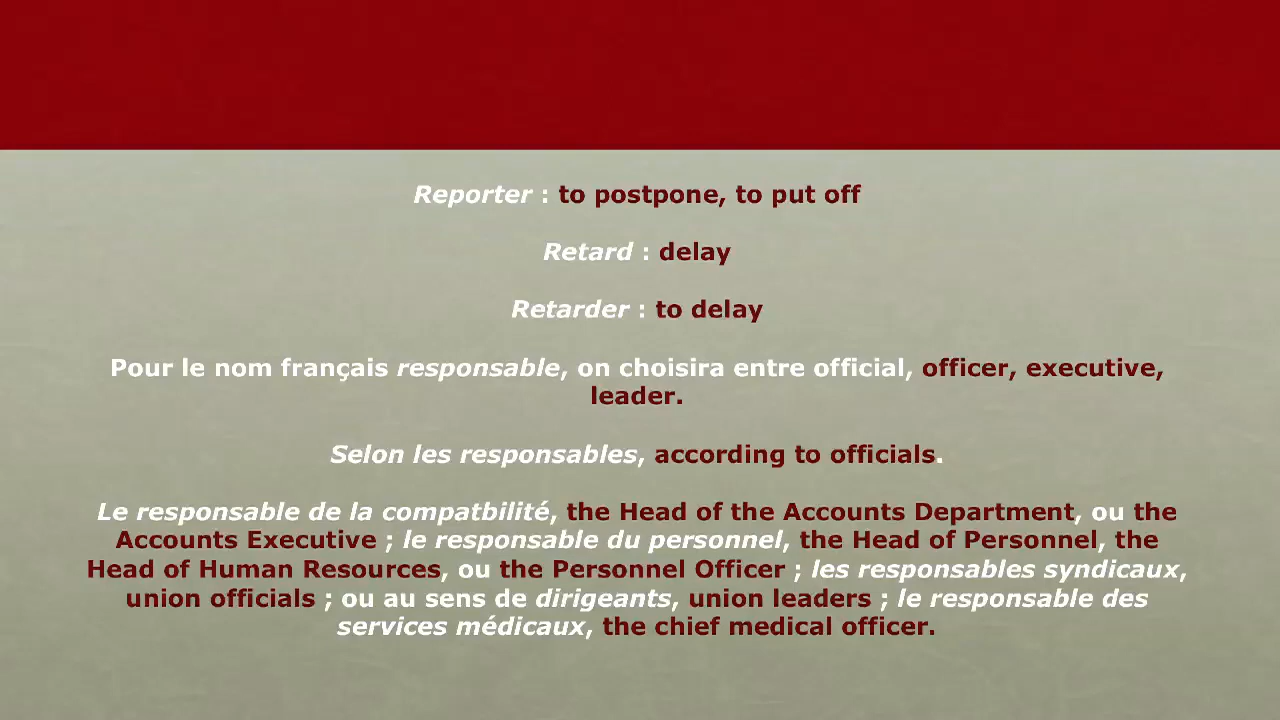 Reporter : to postpone, to put off
Retard : delay
Retarder : to delay
Pour le nom français responsable, on choisira entre official, officer, executive,
leader.
Selon les responsables, according to officials.
Le responsable de la compatbilité, the Head of the Accounts Department, ou the
Accounts Executive ; le responsable du personnel, the Head of Personnel, the
Head of Human Resources, ou the Personnel Officer ; les responsables syndicaux,
union officials ; ou au sens de dirigeants, union leaders ; le responsable des
services médicaux, the chief medical officer.